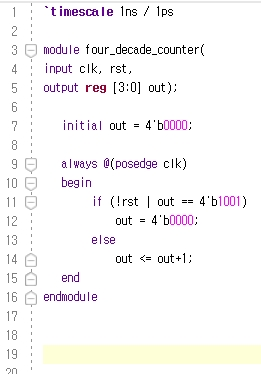 1 `timescale 1ns / 1ps
2
3 module four_decade_counter(
4 input clk, rst,
5 output reg [3:0] out);
6
7 initial out = 4'b0000;
8
9 always @(posedge clk)
10 begin
11 if (!rst | out == 4'b1001)
12 out = 4'b0000;
13 else
14 out <= out+1;
15 end
16 endmodule
17
18
19
20